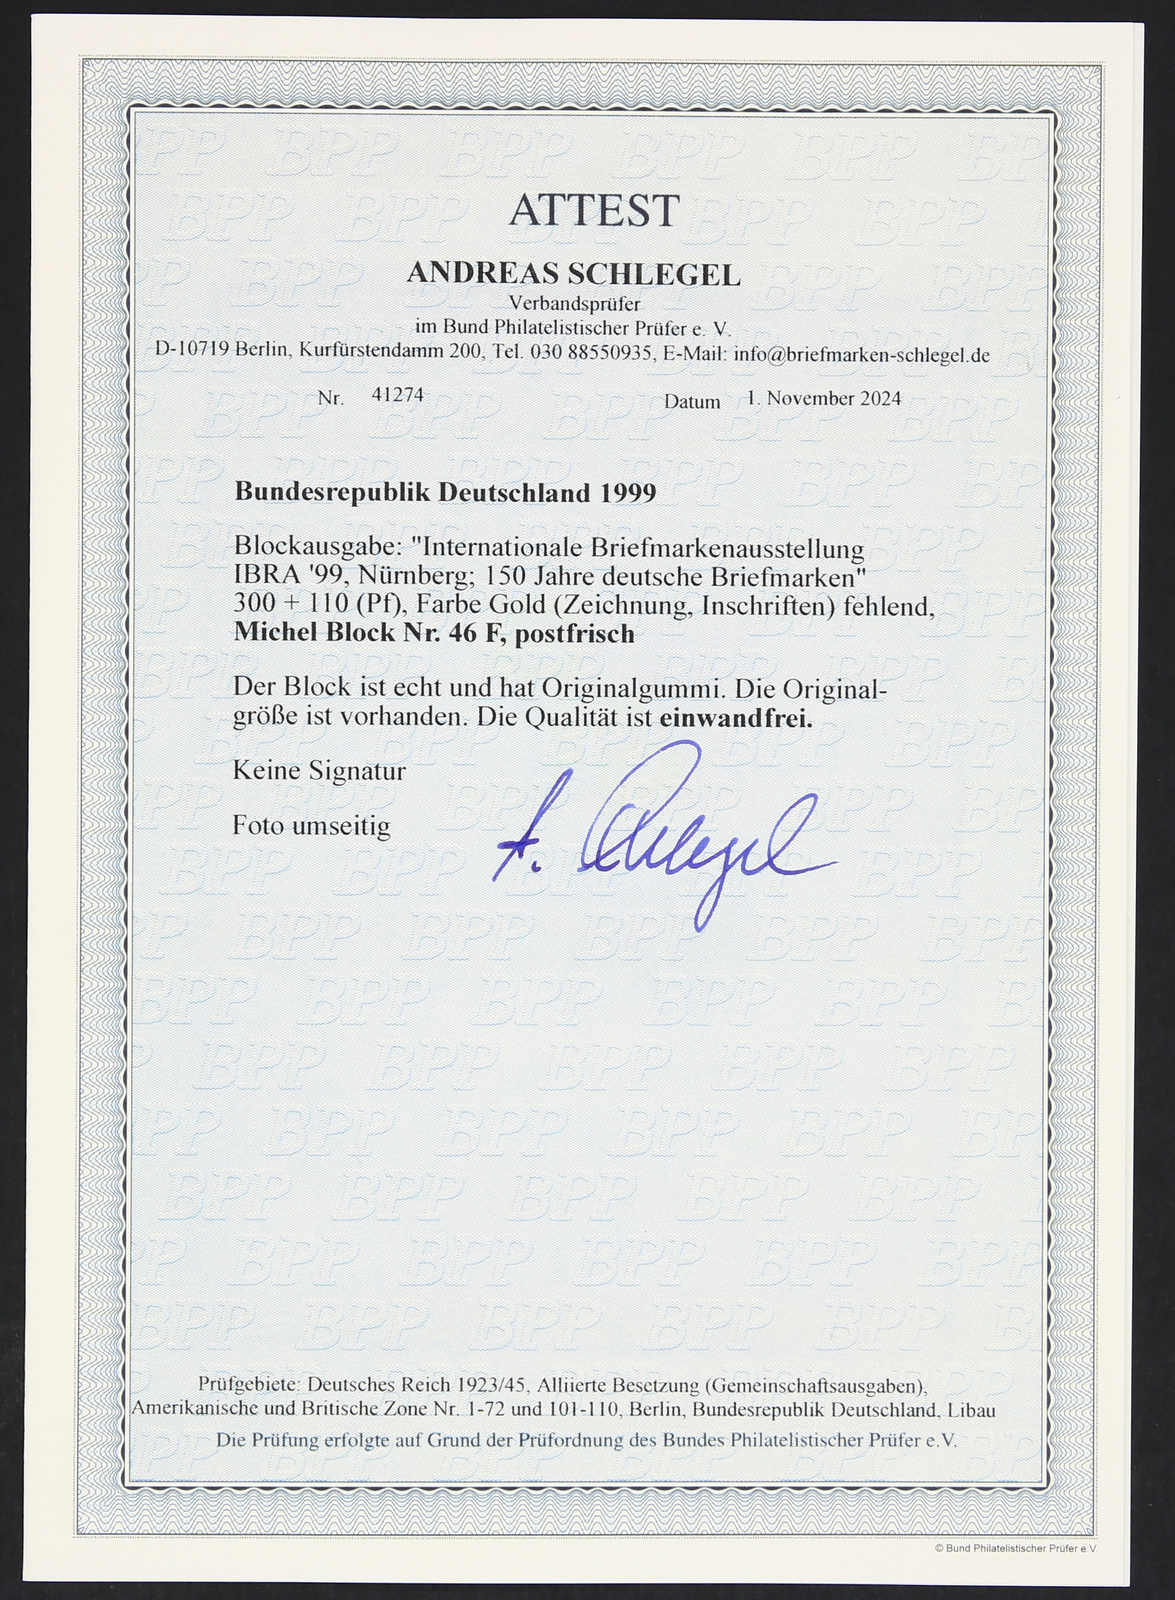 ATTEST
ANDREAS SCHLEGEL
Verbandsprüfer
im Bund Philatelistischer Prüfer e. V.
D-10719 Berlin, Kurfürstendamm 200, Tel. 030 88550935, E-Mail: info@briefmarken-schlegel.de
Nr. 41274 Datum 1. November 2024
Bundesrepublik Deutschland 1999
Blockausgabe: "Internationale Briefmarkenausstellung
IBRA '99, Nürnberg; 150 Jahre deutsche Briefmarken"
300 + 110 (Pf), Farbe Gold (Zeichnung, Inschriften) fehlend,
Michel Block Nr. 46 F, postfrisch
Der Block ist echt und hat Originalgummi. Die Original-
größe ist vorhanden. Die Qualität ist einwandfrei.
Keine Signatur
Foto umseitig
A. Schlegel
Prüfgebiete: Deutsches Reich 1923/45, Alliierte Besetzung (Gemeinschaftsausgaben),
Amerikanische und Britische Zone Nr. 1-72 und 101-110, Berlin, Bundesrepublik Deutschland, Libau
Die Prüfung erfolgte auf Grund der Prüfordnung des Bundes Philatelistischer Prüfer e.V.
© Bund Philatelistischer Prüfer e.V